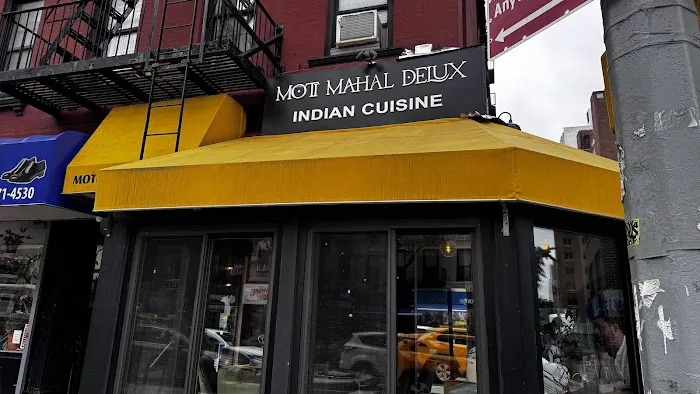 Any
MOTI MAHAL DELUX
INDIAN CUISINE
MOT
71-4530